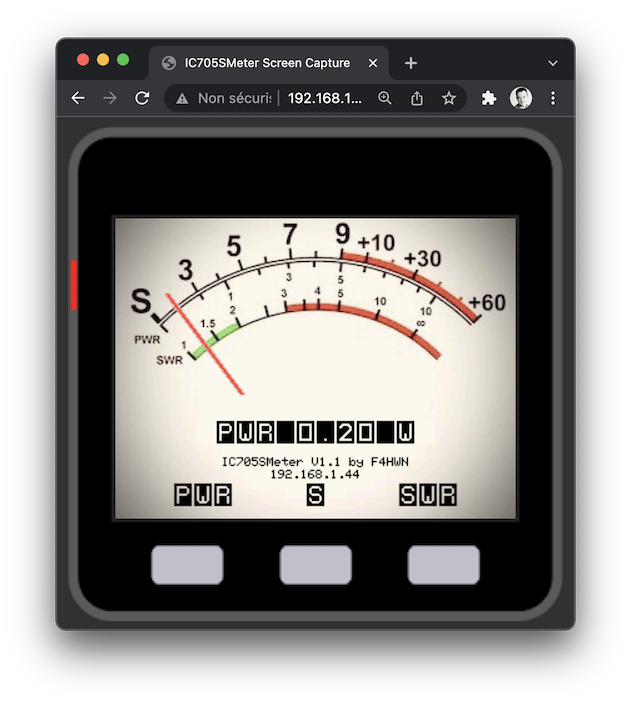 IC705SMeter Screen Capture
Non sécuris 192.168.1...
S 3 5 7 9 +10 +30 +60
PWR 1 3 5 10
SWR 1 1.5 2 3 4 5 10 ∞
PWR 0.20 W
IC705SMeter V1.1 by F4HWN
192.168.1.44
PWR S SWR